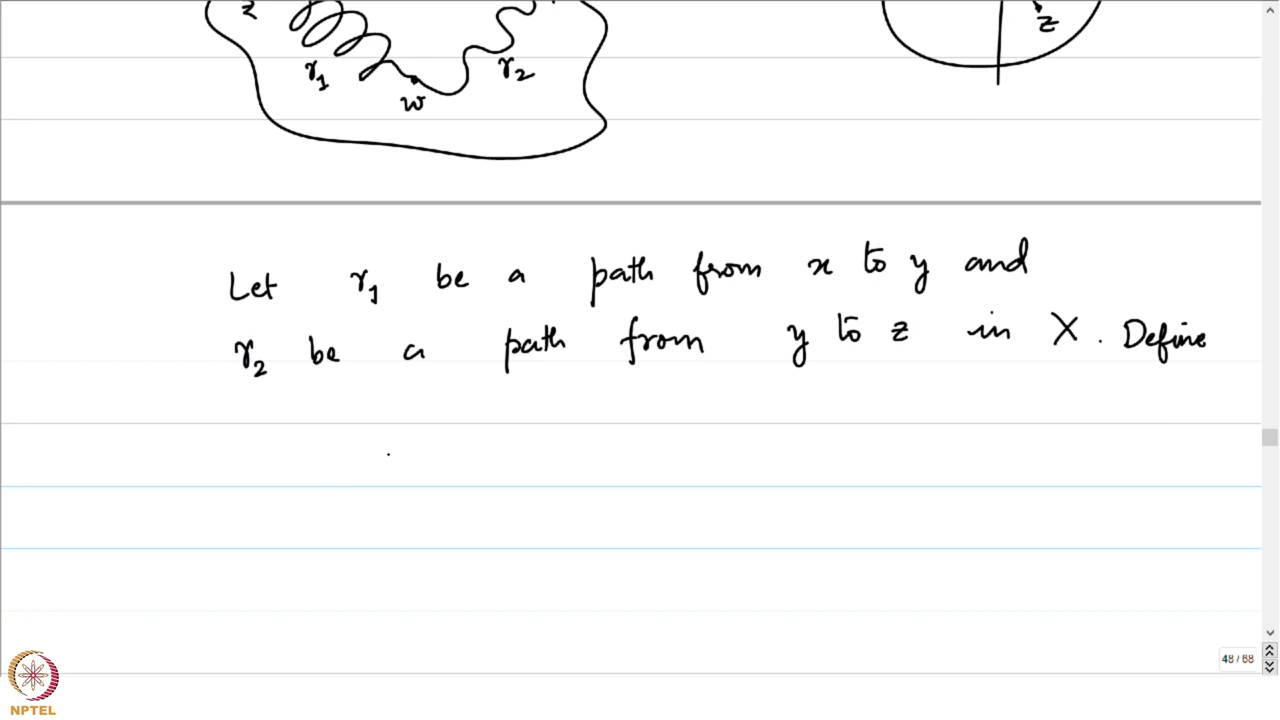 z
γ₁
w
γ₂
z
Let γ₁ be a path from x to y and
γ₂ be a path from y to z in X. Define
48 / 68
NPTEL